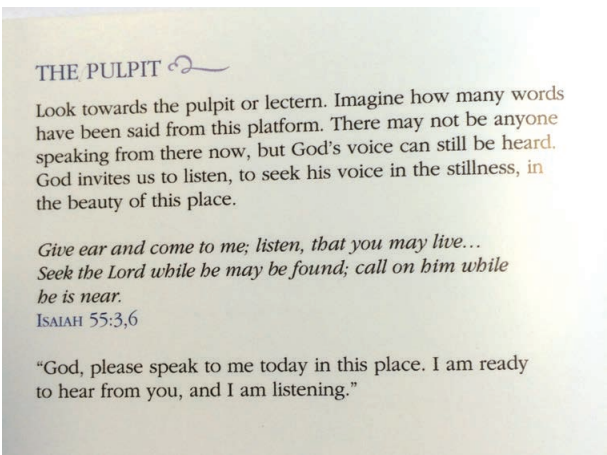 THE PULPIT
Look towards the pulpit or lectern. Imagine how many words
have been said from this platform. There may not be anyone
speaking from there now, but God's voice can still be heard.
God invites us to listen, to seek his voice in the stillness, in
the beauty of this place.
Give ear and come to me; listen, that you may live…
Seek the Lord while he may be found; call on him while
he is near.
ISAIAH 55:3,6
“God, please speak to me today in this place. I am ready
to hear from you, and I am listening.”